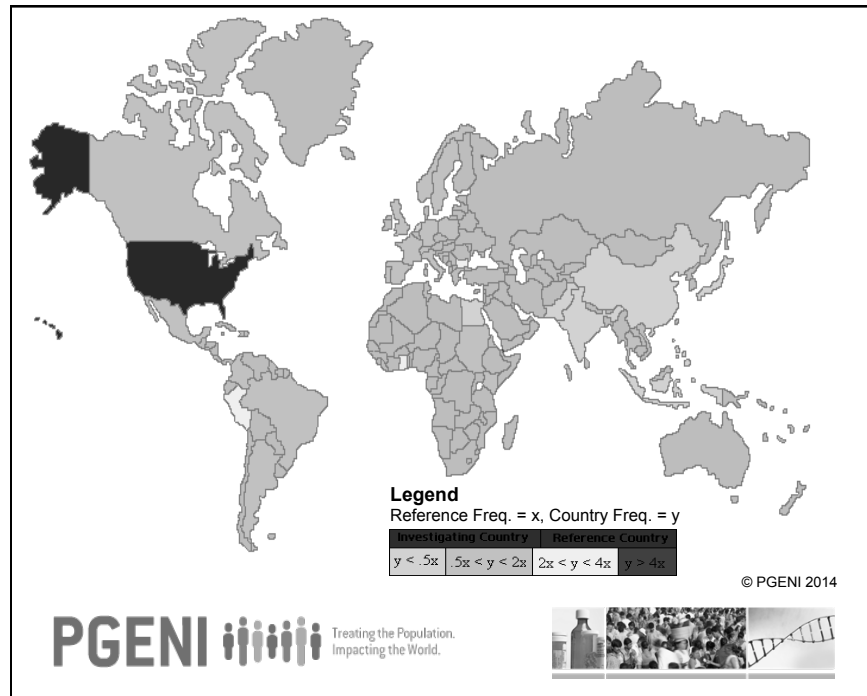 Legend
Reference Freq. = x, Country Freq. = y
Investigating Country Reference Country
y < .5x .5x < y < 2x 2x < y < 4x y > 4x
© PGENI 2014
PGENI
Treating the Population.
Impacting the World.